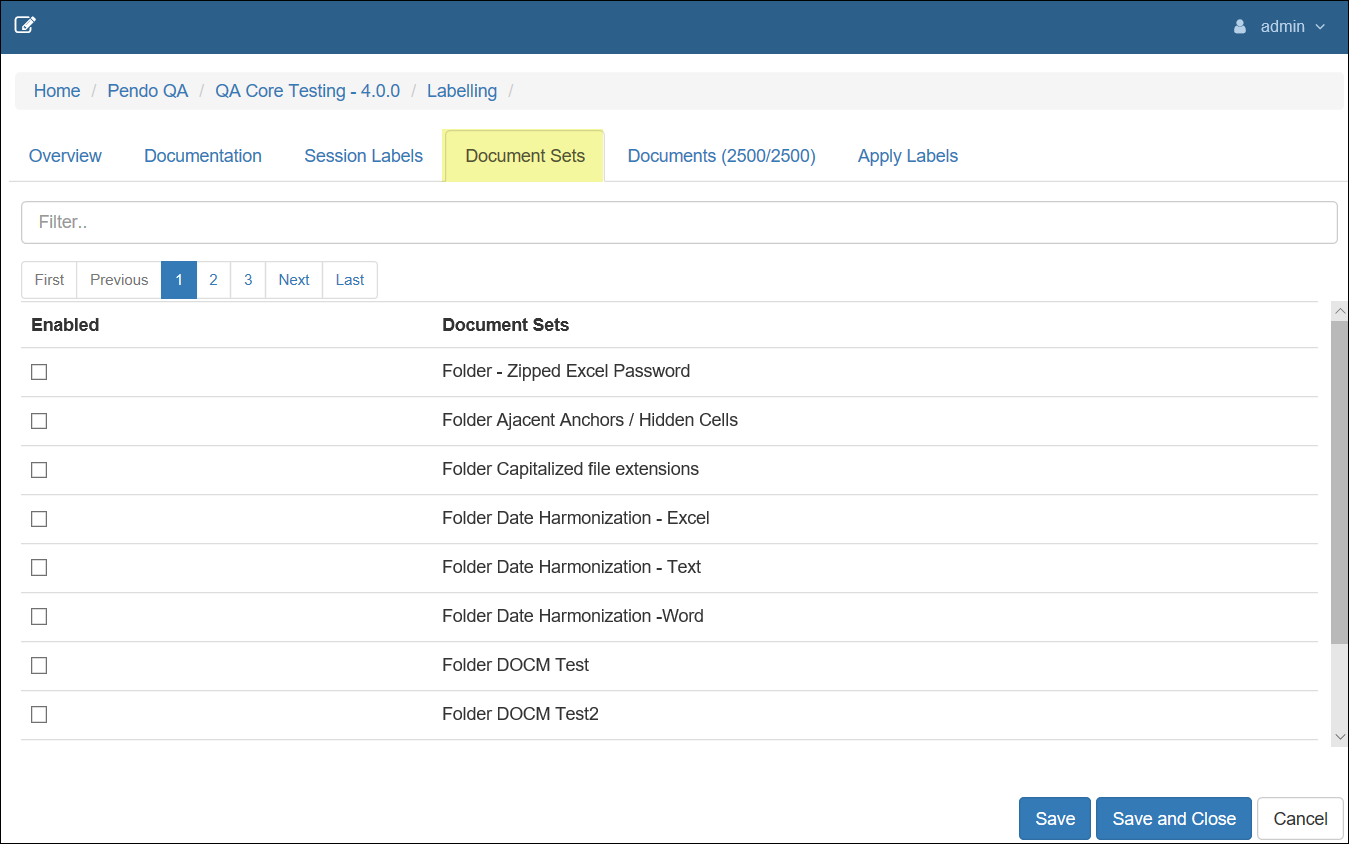 admin
Home / Pendo QA / QA Core Testing - 4.0.0 / Labelling /
Overview Documentation Session Labels Document Sets Documents (2500/2500) Apply Labels
Filter..
First Previous 1 2 3 Next Last
Enabled Document Sets
Folder - Zipped Excel Password
Folder Ajacent Anchors / Hidden Cells
Folder Capitalized file extensions
Folder Date Harmonization - Excel
Folder Date Harmonization - Text
Folder Date Harmonization -Word
Folder DOCM Test
Folder DOCM Test2
Save Save and Close Cancel